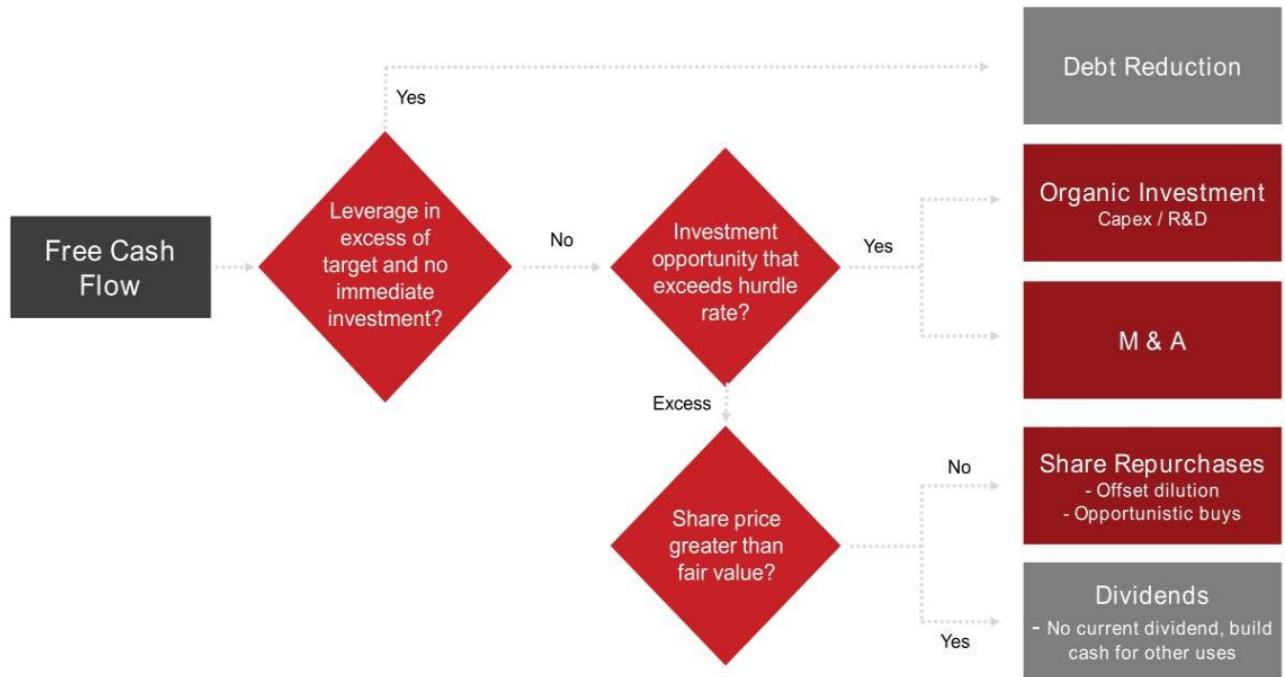 Free Cash
Flow
Leverage in
excess of
target and no
immediate
investment?
Yes
No
Investment
opportunity that
exceeds hurdle
rate?
Yes
Excess
Share price
greater than
fair value?
No
Yes
Debt Reduction
Organic Investment
Capex / R&D
M & A
Share Repurchases
- Offset dilution
- Opportunistic buys
Dividends
- No current dividend, build
cash for other uses